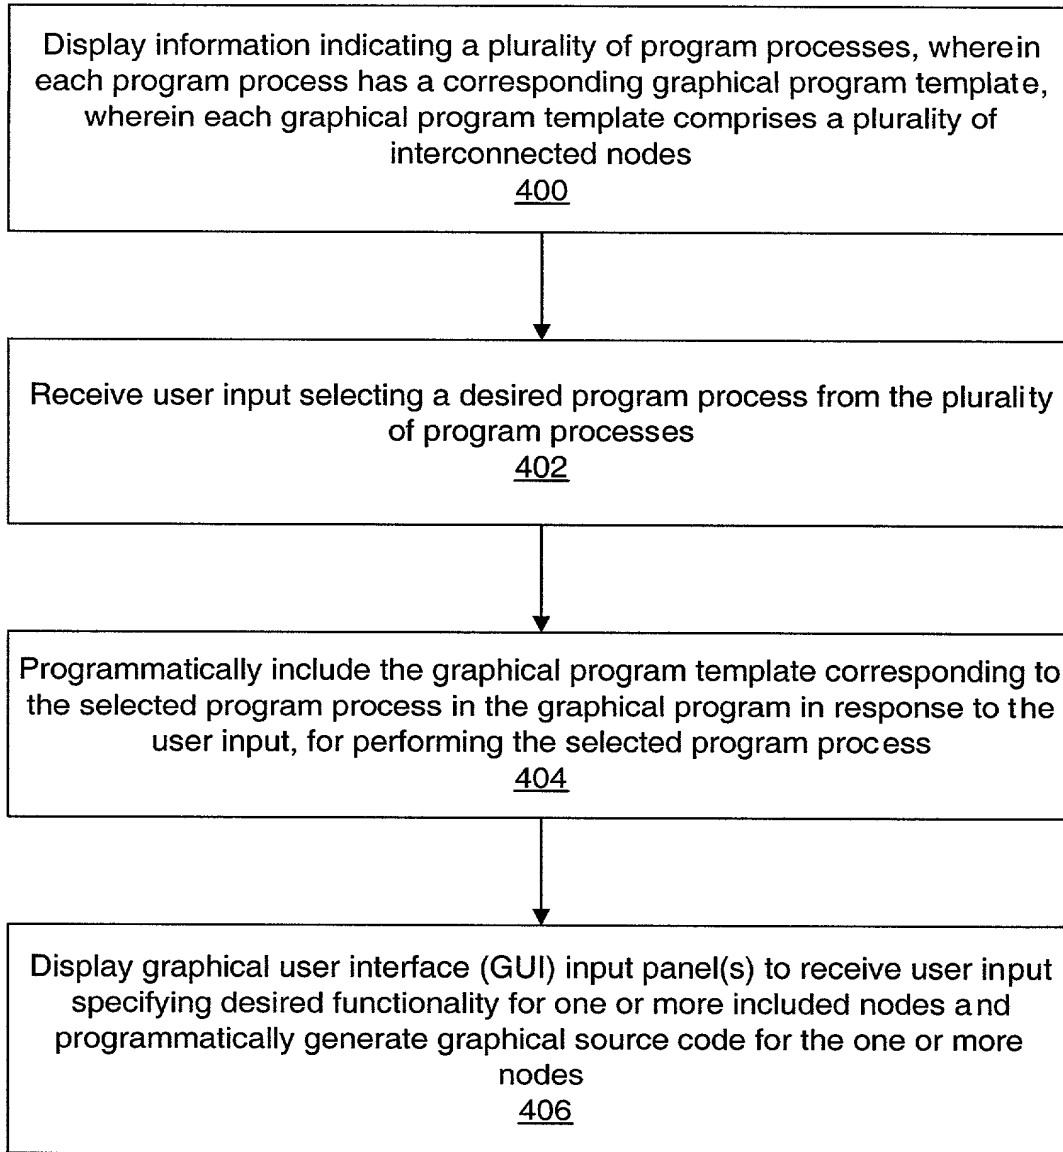 Display information indicating a plurality of program processes, wherein
each program process has a corresponding graphical program template,
wherein each graphical program template comprises a plurality of
interconnected nodes
400
Receive user input selecting a desired program process from the plurality
of program processes
402
Programmatically include the graphical program template corresponding to
the selected program process in the graphical program in response to the
user input, for performing the selected program process
404
Display graphical user interface (GUI) input panel(s) to receive user input
specifying desired functionality for one or more included nodes and
programmatically generate graphical source code for the one or more
nodes
406